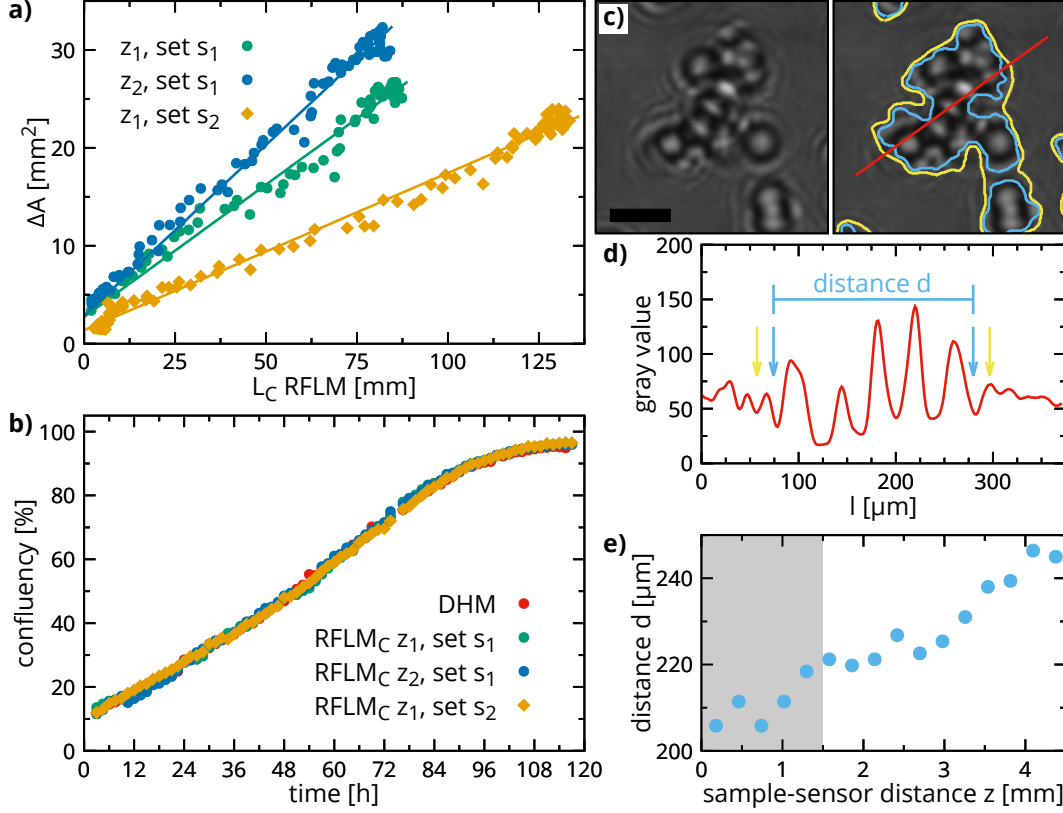 a)
ΔA [mm²]
30
20
10
0
z₁, set s₁
z₂, set s₁
z₁, set s₂
0 25 50 75 100 125
L_C RFLM [mm]
b)
confluency [%]
100
80
60
40
20
0
DHM
RFLM_C z₁, set s₁
RFLM_C z₂, set s₁
RFLM_C z₁, set s₂
0 12 24 36 48 60 72 84 96 108 120
time [h]
c)
d)
gray value
200
150
100
50
0
distance d
0 100 200 300
l [µm]
e)
distance d [µm]
240
220
200
0 1 2 3 4
sample-sensor distance z [mm]